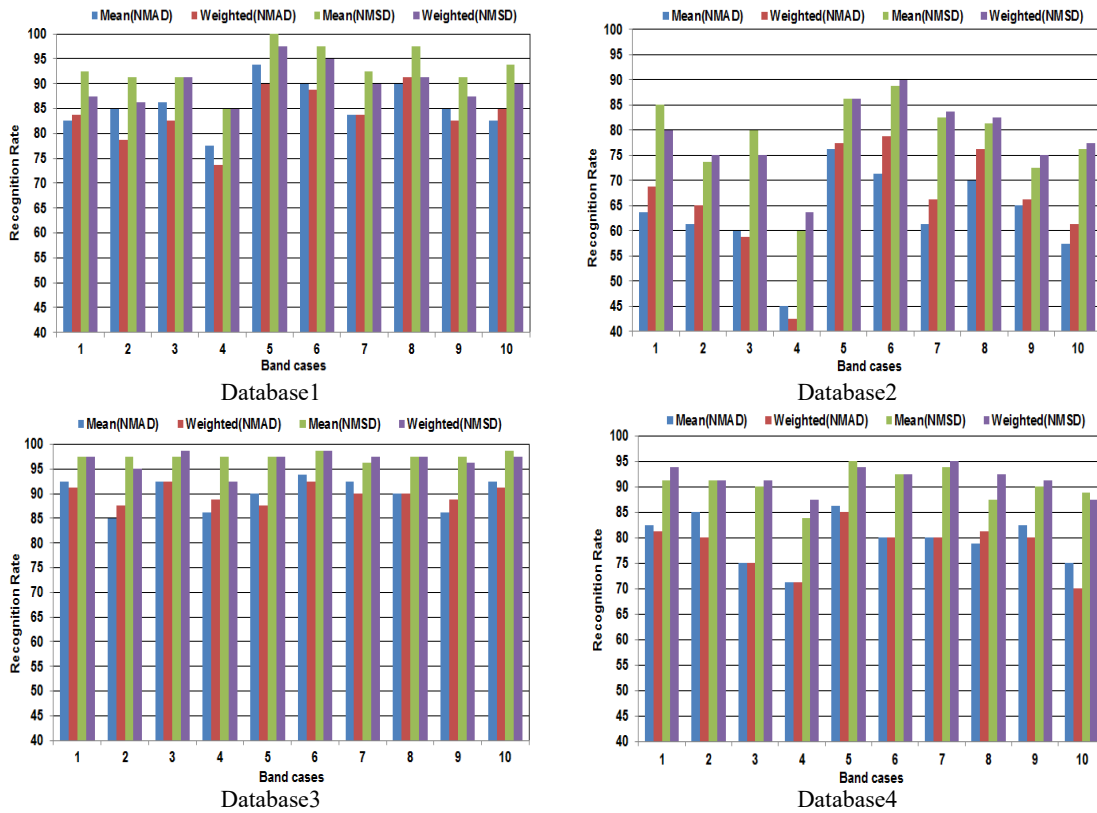 Mean(NMAD) Weighted(NMAD) Mean(NMSD) Weighted(NMSD)
Recognition Rate
100
95
90
85
80
75
70
65
60
55
50
45
40
1 2 3 4 5 6 7 8 9 10
Band cases
Database1
Mean(NMAD) Weighted(NMAD) Mean(NMSD) Weighted(NMSD)
Recognition Rate
100
95
90
85
80
75
70
65
60
55
50
45
40
1 2 3 4 5 6 7 8 9 10
Band cases
Database2
Mean(NMAD) Weighted(NMAD) Mean(NMSD) Weighted(NMSD)
Recognition Rate
100
95
90
85
80
75
70
65
60
55
50
45
40
1 2 3 4 5 6 7 8 9 10
Band cases
Database3
Mean(NMAD) Weighted(NMAD) Mean(NMSD) Weighted(NMSD)
Recognition Rate
100
95
90
85
80
75
70
65
60
55
50
45
40
1 2 3 4 5 6 7 8 9 10
Band cases
Database4